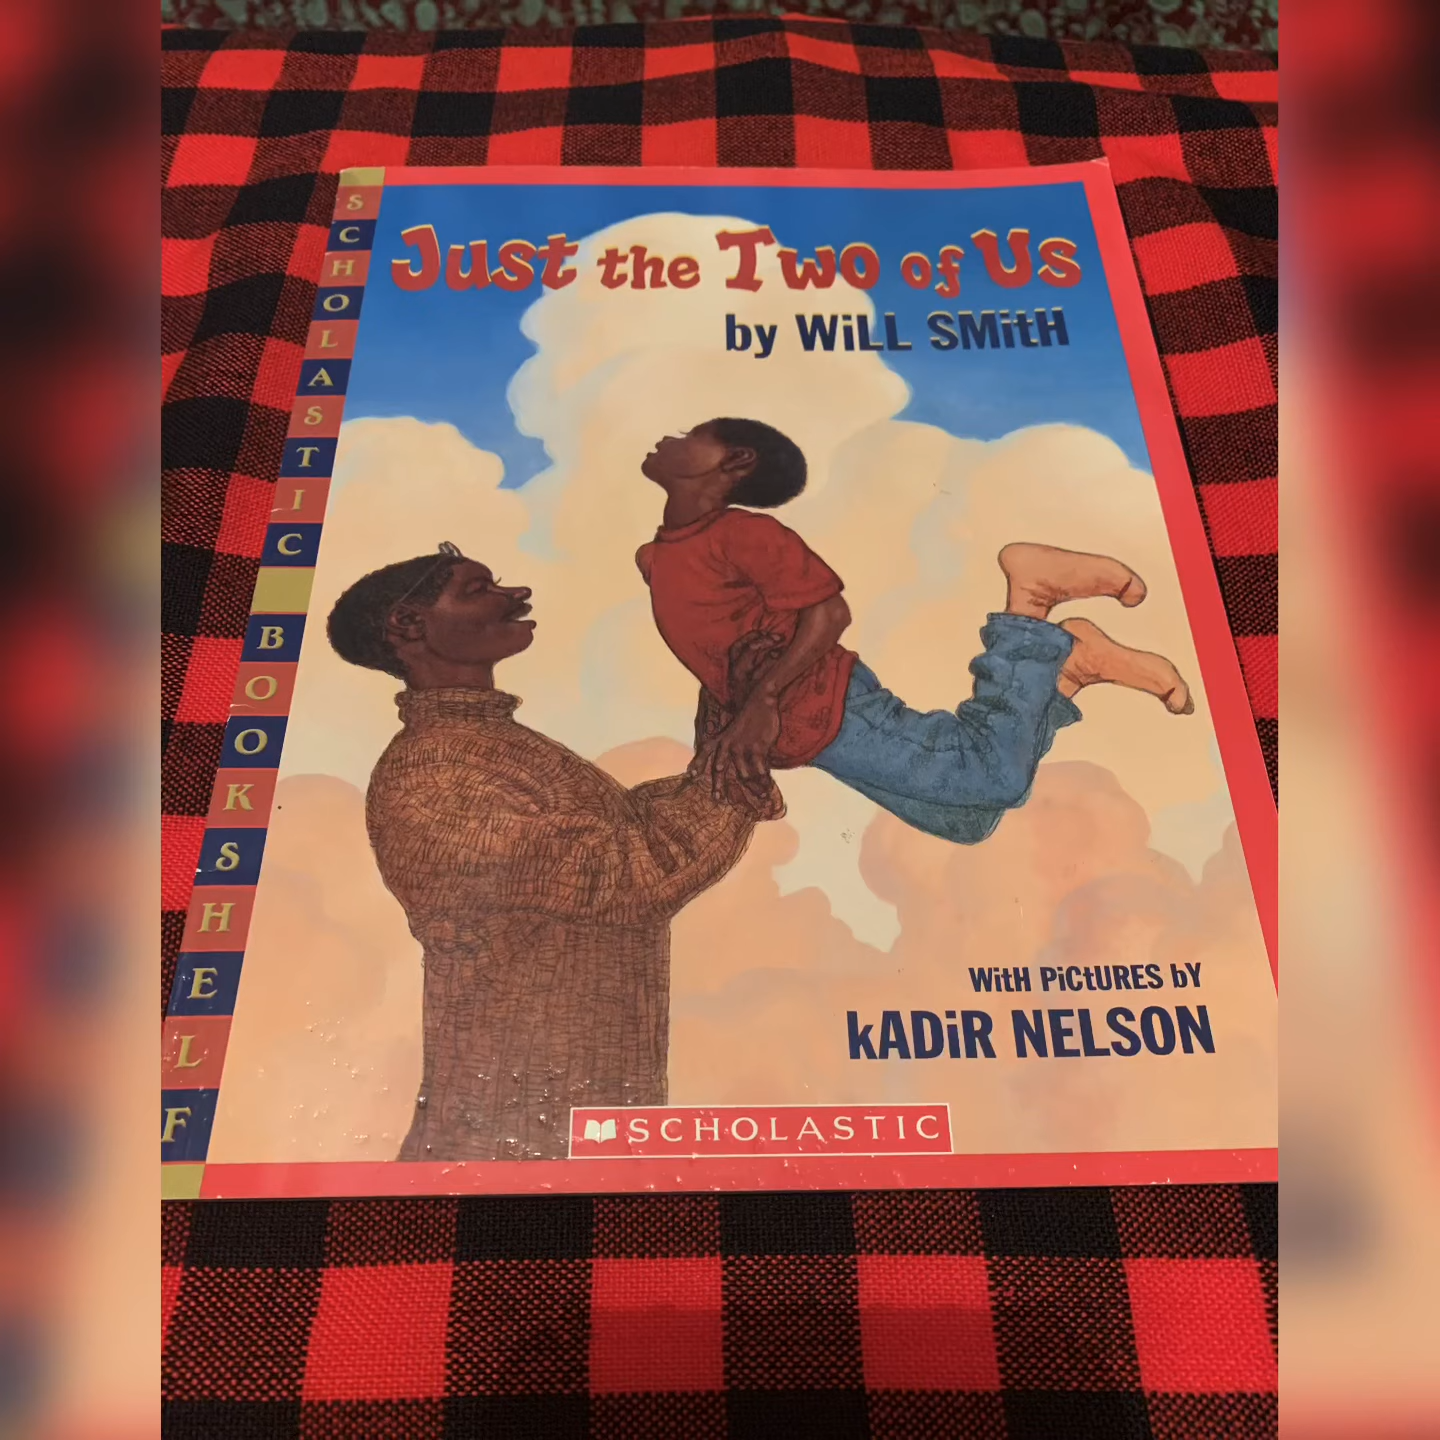 SCHOLASTIC BOOKSHELF
Just the Two of Us
by WiLL SMitH
WitH PiCtURES bY
kADiR NELSON
SCHOLASTIC